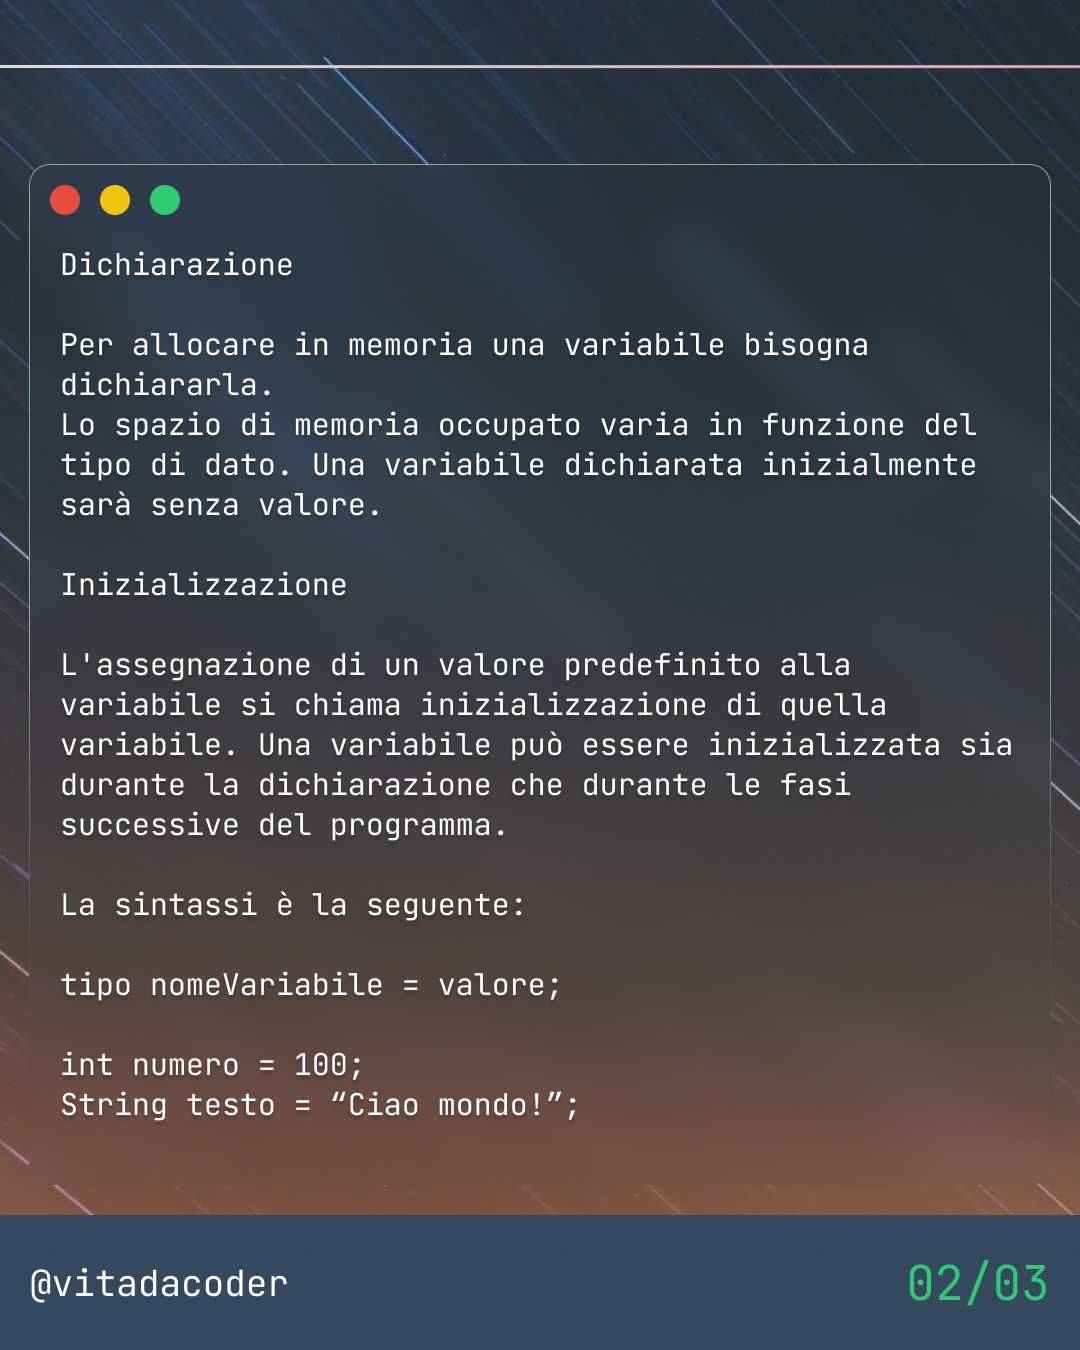 Dichiarazione
Per allocare in memoria una variabile bisogna
dichiararla.
Lo spazio di memoria occupato varia in funzione del
tipo di dato. Una variabile dichiarata inizialmente
sarà senza valore.
Inizializzazione
L'assegnazione di un valore predefinito alla
variabile si chiama inizializzazione di quella
variabile. Una variabile può essere inizializzata sia
durante la dichiarazione che durante le fasi
successive del programma.
La sintassi è la seguente:
tipo nomeVariabile = valore;
int numero = 100;
String testo = “Ciao mondo!”;
@vitadacoder
02/03